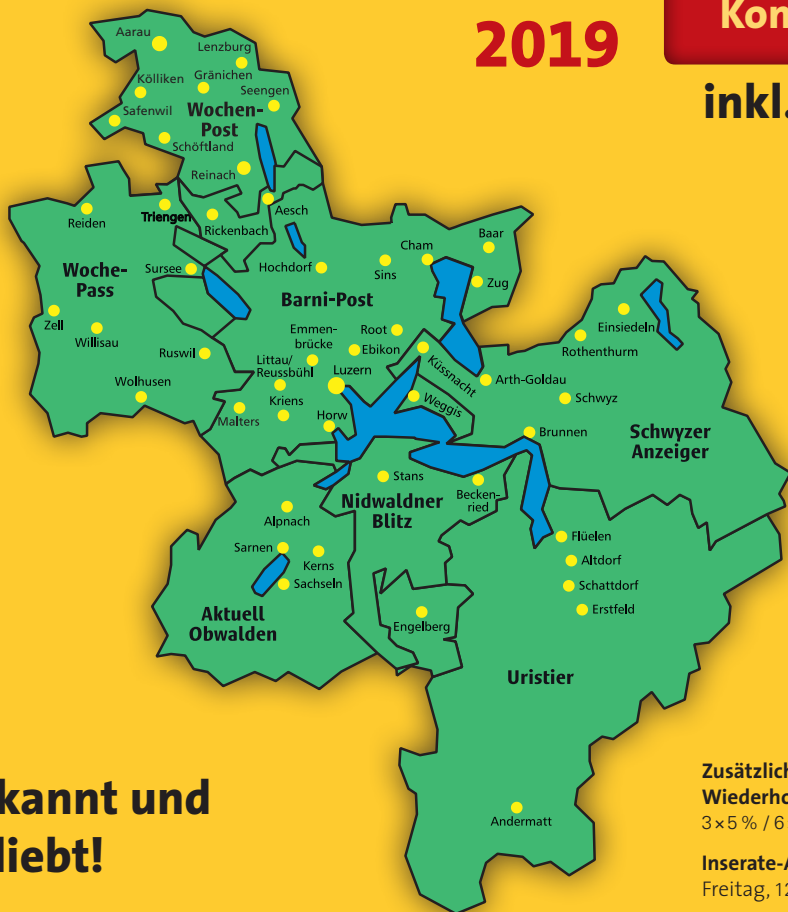 2019
Kon
inkl.
Aarau
Lenzburg
Kölliken
Gränichen
Seengen
Safenwil
Wochen-
Post
Schöftland
Reinach
Reiden
Triengen
Rickenbach
Aesch
Baar
Cham
Woche-
Pass
Sursee
Hochdorf
Sins
Zug
Barni-Post
Zell
Willisau
Emmen-
brücke
Root
Einsiedeln
Ruswil
Littau/
Reussbühl
Ebikon
Küssnacht
Rothenthurm
Luzern
Arth-Goldau
Wolhusen
Kriens
Weggis
Schwyz
Malters
Horw
Brunnen
Schwyzer
Anzeiger
Stans
Becken-
ried
Nidwaldner
Blitz
Alpnach
Flüelen
Sarnen
Kerns
Altdorf
Sachseln
Schattdorf
Aktuell
Obwalden
Erstfeld
Engelberg
Uristier
Andermatt
kannt und
liebt!
Zusätzlich
Wiederho
3×5 % / 6
Inserate-A
Freitag, 12